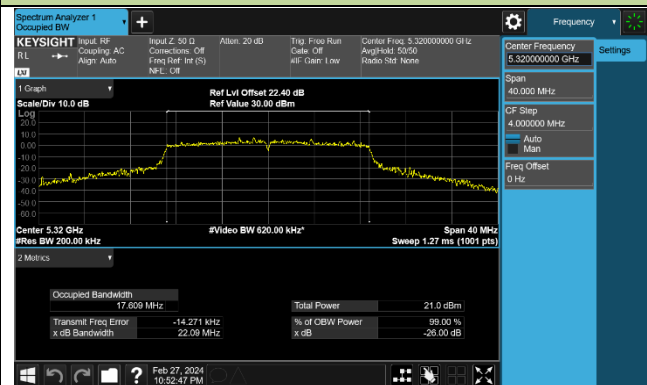 Spectrum Analyzer 1
Occupied BW
Frequency
KEYSIGHT
Input: RF
Coupling: AC
Align: Auto
Input Z: 50 Ω
Corrections: Off
Freq Ref: Int (S)
NFE: Off
Atten: 20 dB
Trig: Free Run
Gate: Off
#IF Gain: Low
Center Freq: 5.320000000 GHz
Avg|Hold: 50/50
Radio Std: None
RL
LXI
Center Frequency
5.320000000 GHz
Settings
Span
40.000 MHz
CF Step
4.000000 MHz
Auto
Man
Freq Offset
0 Hz
1 Graph
Scale/Div 10.0 dB
Ref Lvl Offset 22.40 dB
Ref Value 30.00 dBm
Log
20.0
10.0
0.00
-10.0
-20.0
-30.0
-40.0
-50.0
-60.0
Center 5.32 GHz
#Res BW 200.00 kHz
#Video BW 620.00 kHz*
Span 40 MHz
Sweep 1.27 ms (1001 pts)
2 Metrics
Occupied Bandwidth
17.609 MHz
Total Power
21.0 dBm
Transmit Freq Error
-14.271 kHz
% of OBW Power
99.00 %
x dB Bandwidth
22.09 MHz
x dB
-26.00 dB
Feb 27, 2024
10:52:47 PM